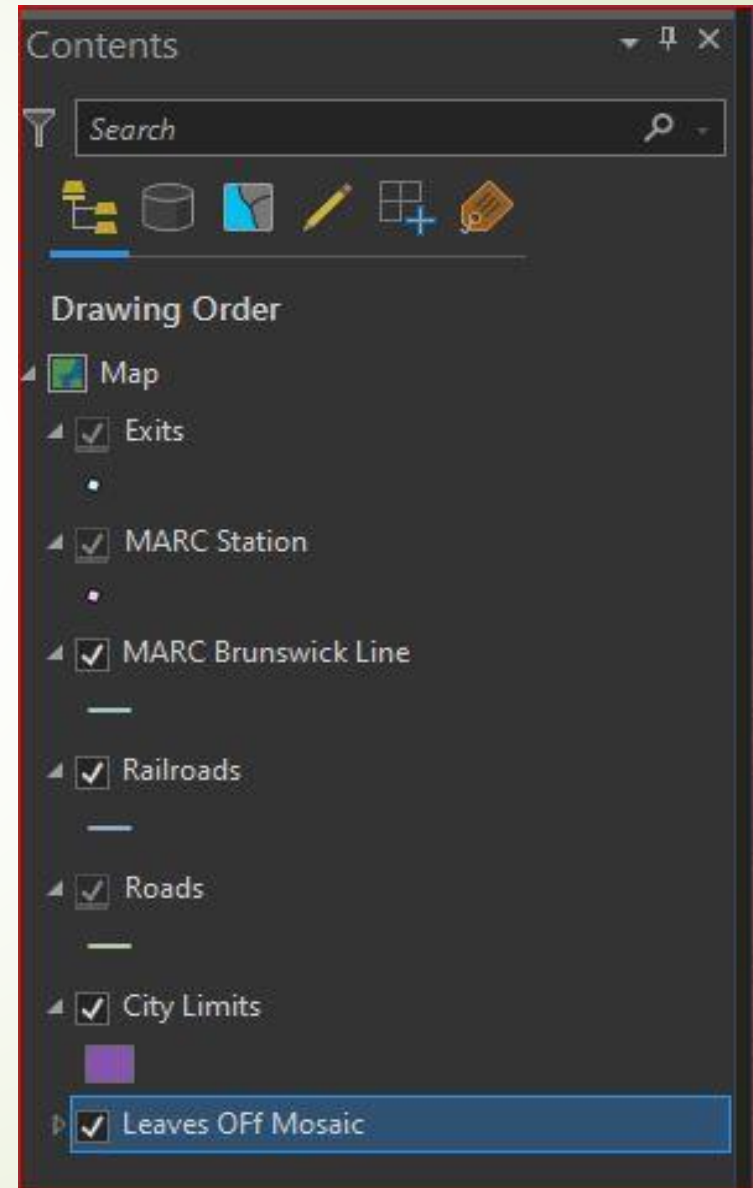 Contents
Search
Drawing Order
Map
Exits
MARC Station
MARC Brunswick Line
Railroads
Roads
City Limits
Leaves OFf Mosaic